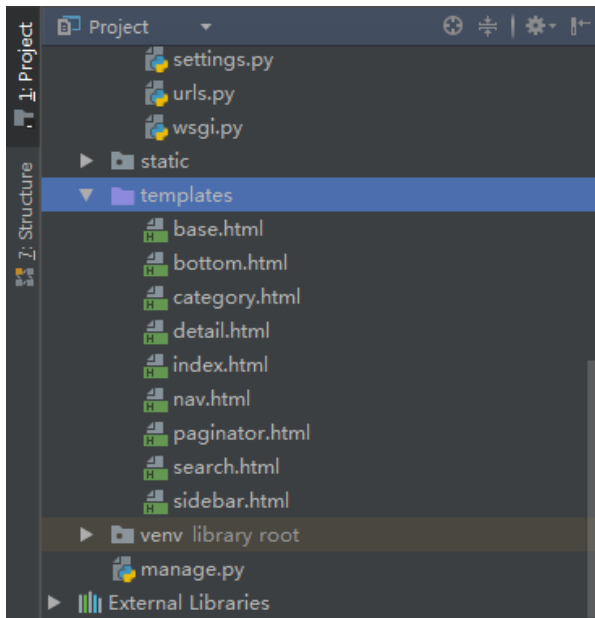 1: Project
7: Structure
Project
settings.py
urls.py
wsgi.py
static
templates
base.html
bottom.html
category.html
detail.html
index.html
nav.html
paginator.html
search.html
sidebar.html
venv library root
manage.py
External Libraries